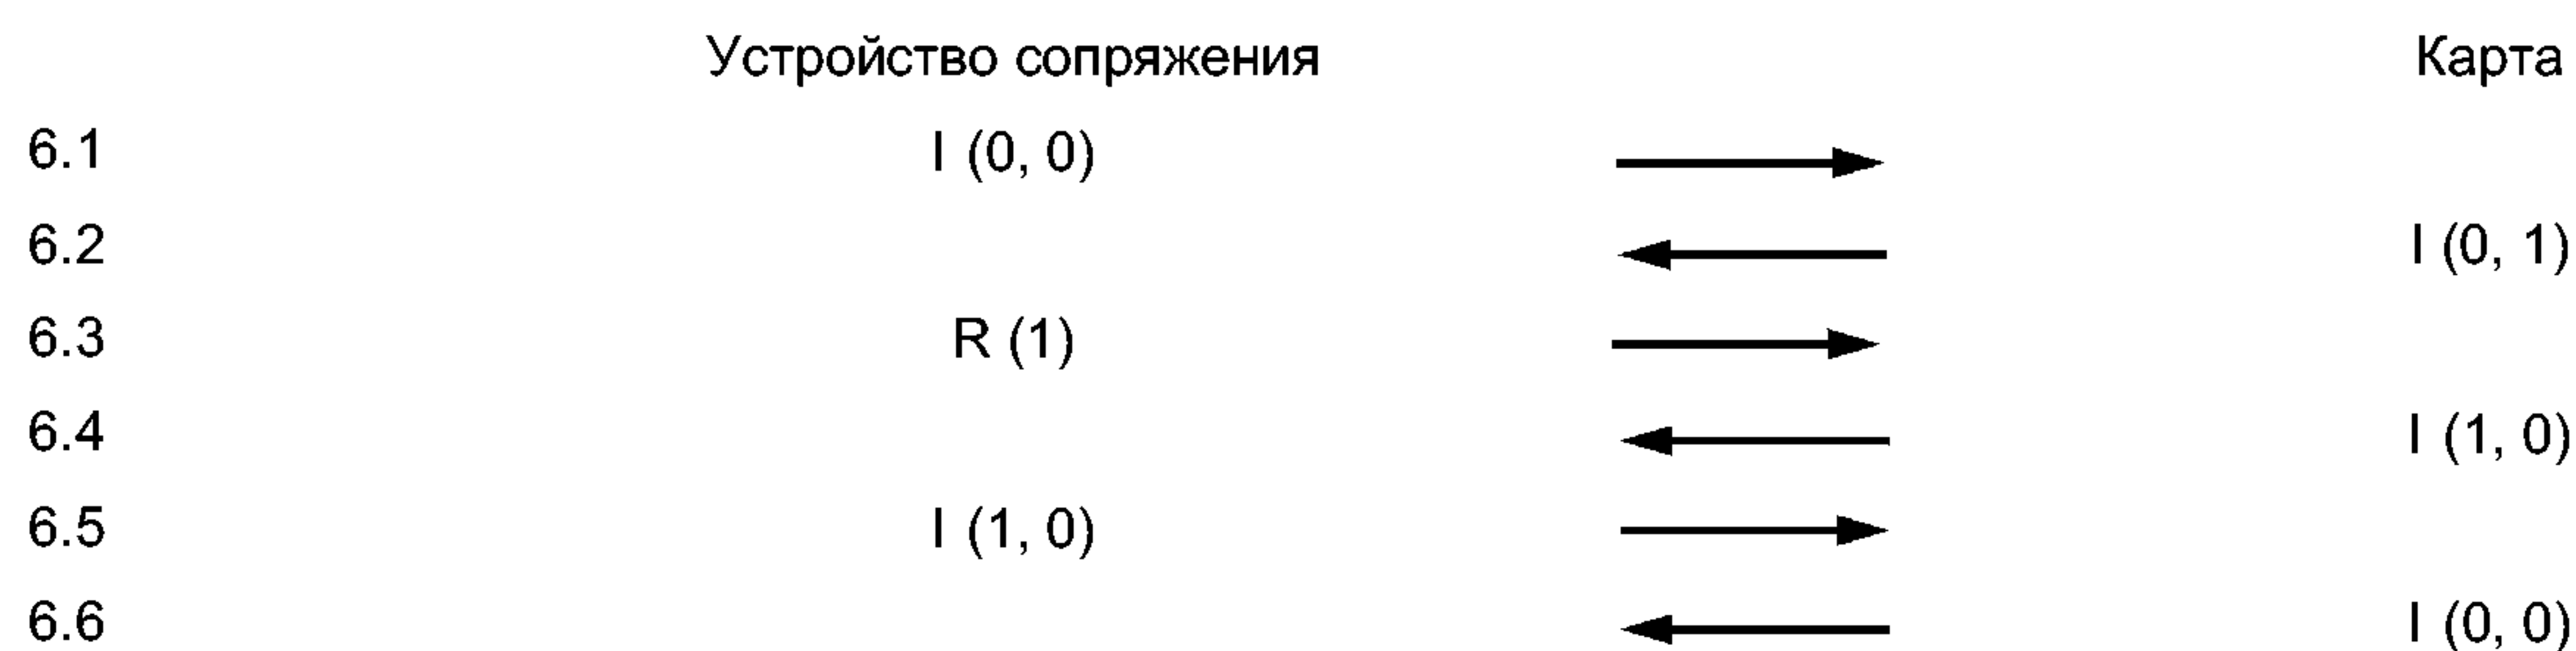 Устройство сопряжения Карта
6.1 I (0, 0)
6.2 I (0, 1)
6.3 R (1)
6.4 I (1, 0)
6.5 I (1, 0)
6.6 I (0, 0)